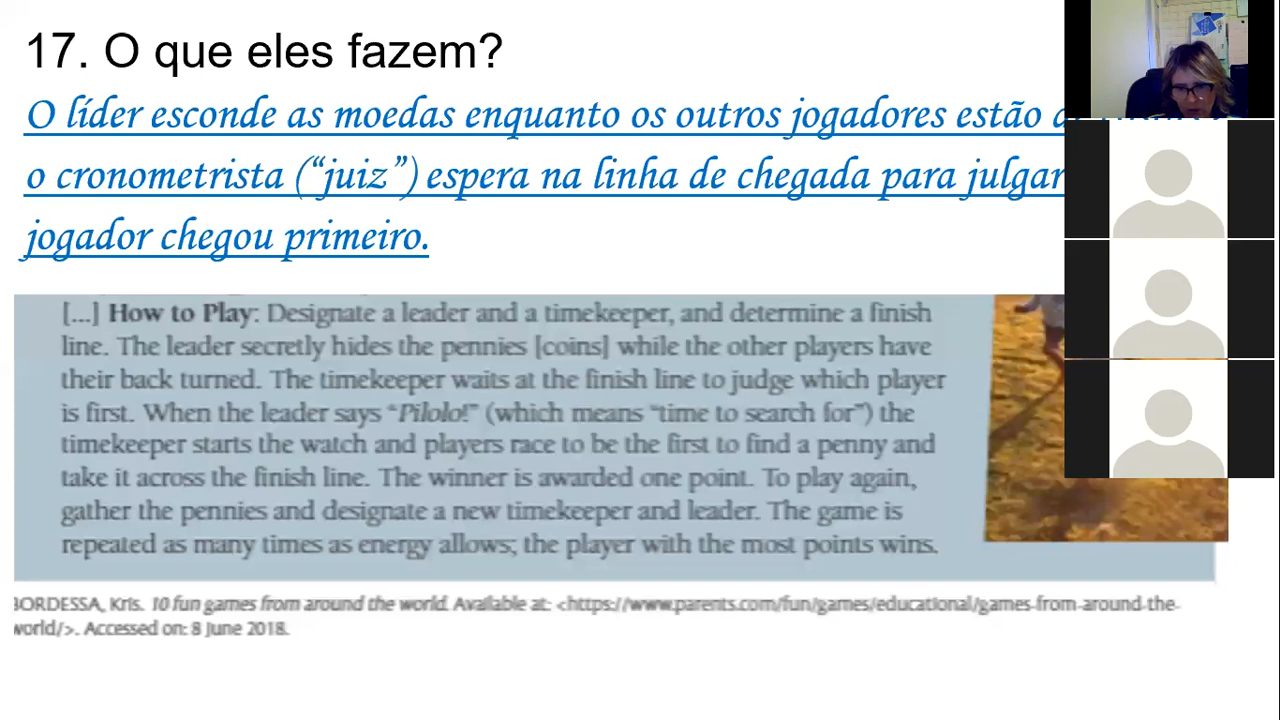 17. O que eles fazem?
O líder esconde as moedas enquanto os outros jogadores estão
o cronometrista (“juiz”) espera na linha de chegada para julgar
jogador chegou primeiro.
[...] How to Play: Designate a leader and a timekeeper, and determine a finish
line. The leader secretly hides the pennies [coins] while the other players have
their back turned. The timekeeper waits at the finish line to judge which player
is first. When the leader says “Pilolo!” (which means “time to search for”) the
timekeeper starts the watch and players race to be the first to find a penny and
take it across the finish line. The winner is awarded one point. To play again,
gather the pennies and designate a new timekeeper and leader. The game is
repeated as many times as energy allows; the player with the most points wins.
BORDESSA, Kris. 10 fun games from around the world. Available at: <https://www.parents.com/fun/games/educational/games-from-around-the-
world/>. Accessed on: 8 June 2018.